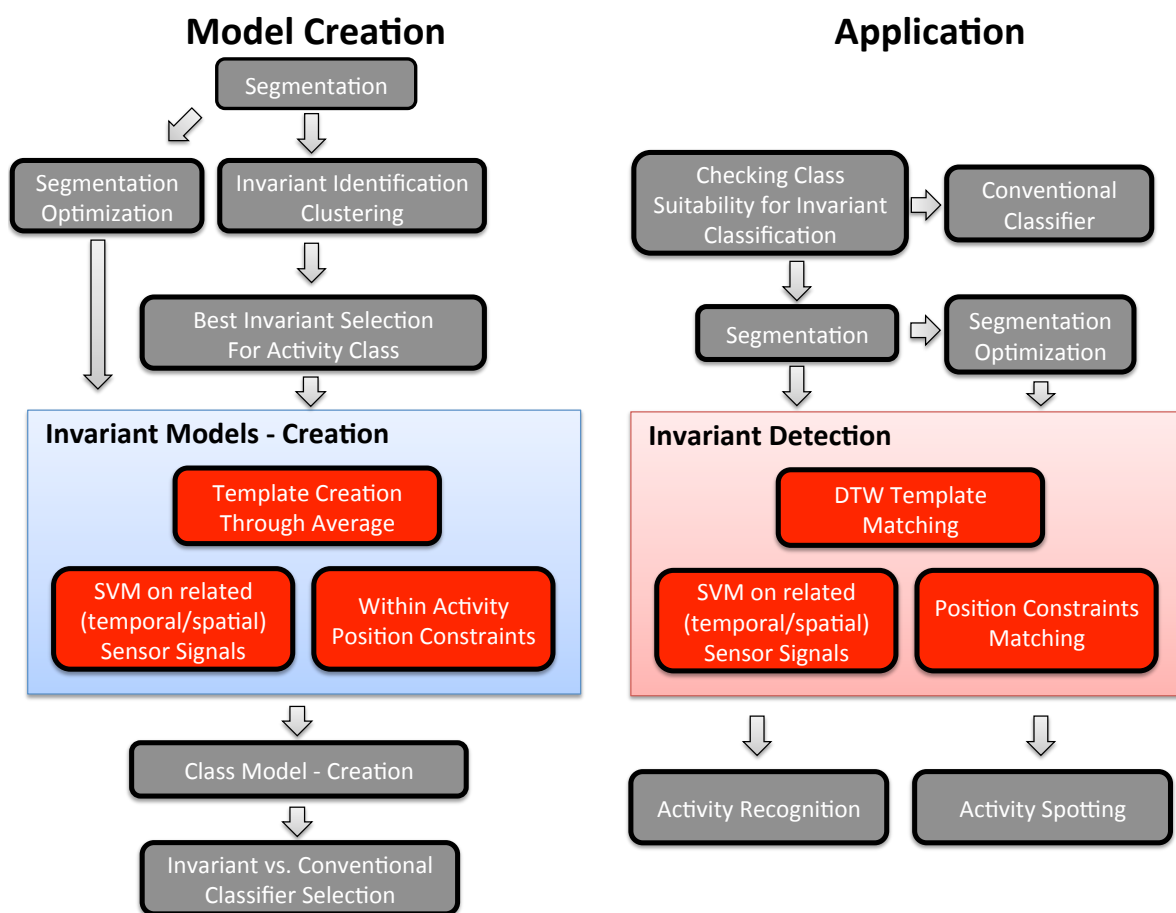 Model Creation
Segmentation
Segmentation
Optimization
Invariant Identification
Clustering
Best Invariant Selection
For Activity Class
Invariant Models - Creation
Template Creation
Through Average
SVM on related
(temporal/spatial)
Sensor Signals
Within Activity
Position Constraints
Class Model - Creation
Invariant vs. Conventional
Classifier Selection
Application
Checking Class
Suitability for Invariant
Classification
Conventional
Classifier
Segmentation
Segmentation
Optimization
Invariant Detection
DTW Template
Matching
SVM on related
(temporal/spatial)
Sensor Signals
Position Constraints
Matching
Activity Recognition
Activity Spotting